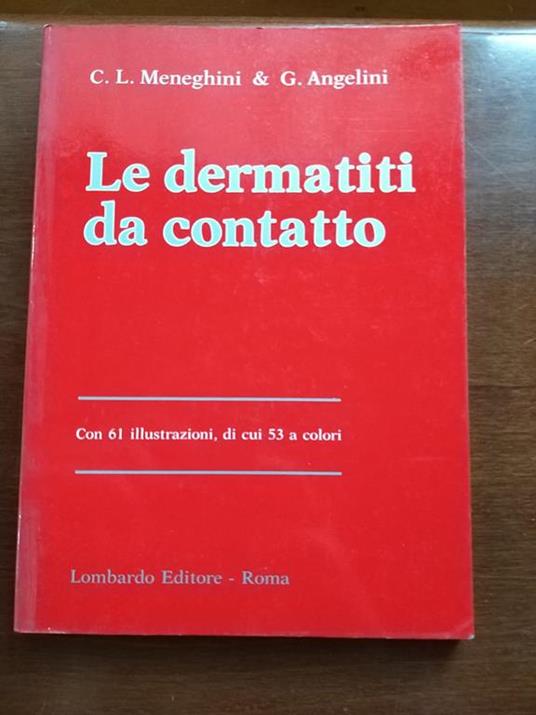 C. L. Meneghini & G. Angelini
Le dermatiti
da contatto
Con 61 illustrazioni, di cui 53 a colori
Lombardo Editore - Roma